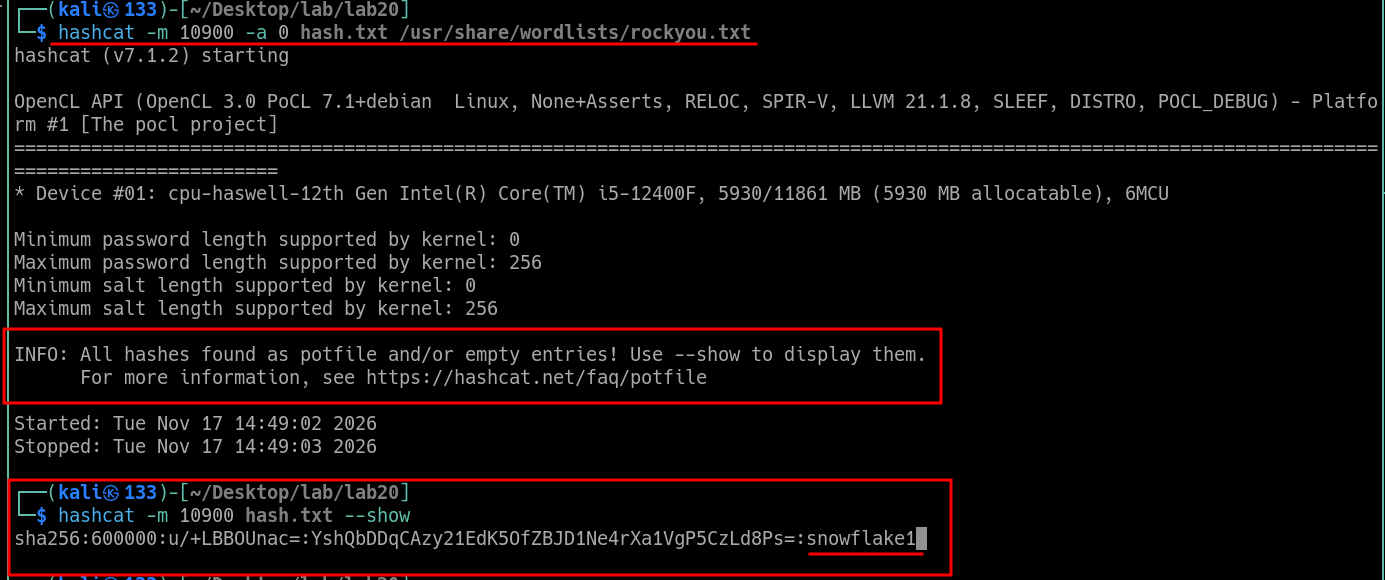 ┌──(kali㉿133)-[~/Desktop/lab/lab20]
└─$ hashcat -m 10900 -a 0 hash.txt /usr/share/wordlists/rockyou.txt
hashcat (v7.1.2) starting
OpenCL API (OpenCL 3.0 PoCL 7.1+debian  Linux, None+Asserts, RELOC, SPIR-V, LLVM 21.1.8, SLEEF, DISTRO, POCL_DEBUG) - Platfo
rm #1 [The pocl project]
============================================================================================================================
========================
* Device #01: cpu-haswell-12th Gen Intel(R) Core(TM) i5-12400F, 5930/11861 MB (5930 MB allocatable), 6MCU
Minimum password length supported by kernel: 0
Maximum password length supported by kernel: 256
Minimum salt length supported by kernel: 0
Maximum salt length supported by kernel: 256
INFO: All hashes found as potfile and/or empty entries! Use --show to display them.
      For more information, see https://hashcat.net/faq/potfile
Started: Tue Nov 17 14:49:02 2026
Stopped: Tue Nov 17 14:49:03 2026
┌──(kali㉿133)-[~/Desktop/lab/lab20]
└─$ hashcat -m 10900 hash.txt --show
sha256:600000:u/+LBBOUnac=:YshQbDDqCAzy21EdK5OfZBJD1Ne4rXa1VgP5CzLd8Ps=:snowflake1